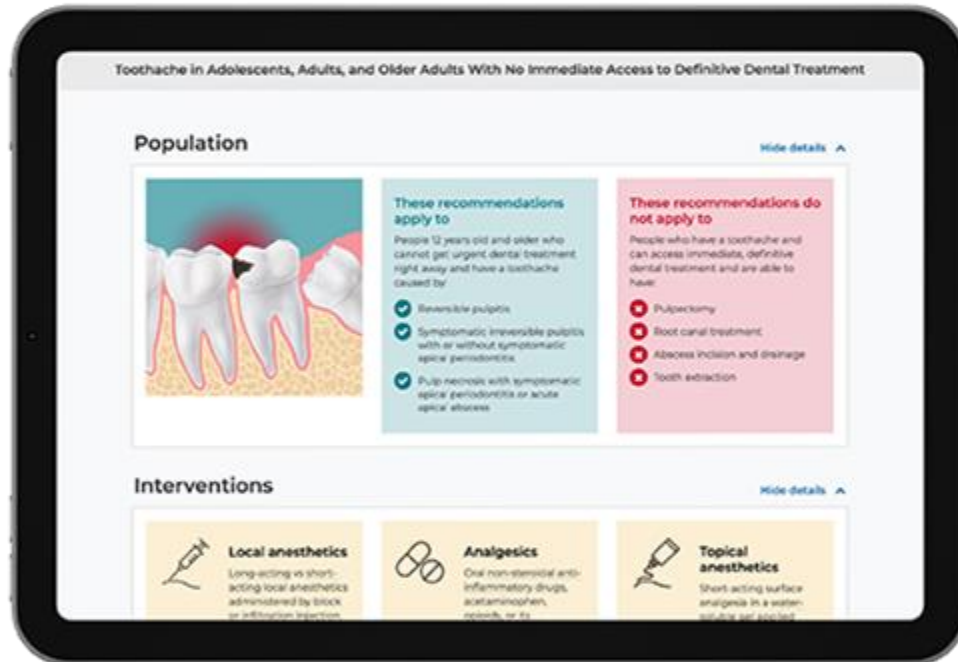 Toothache in Adolescents, Adults, and Older Adults With No Immediate Access to Definitive Dental Treatment
Population
Hide details
These recommendations
apply to
People 12 years old and older who
cannot get urgent dental treatment
right away and have a toothache
caused by:
Reversible pulpitis
Symptomatic irreversible pulpitis
with or without symptomatic
apical periodontitis
Pulp necrosis with symptomatic
apical periodontitis or acute
apical abscess
These recommendations do
not apply to
People who have a toothache and
can access immediate, definitive
dental treatment and are able to
have:
Pulpectomy
Root canal treatment
Abscess incision and drainage
Tooth extraction
Interventions
Hide details
Local anesthetics
Long-acting vs short-
acting local anesthetics
administered by block
or infiltration injection
Analgesics
Oral non-steroidal anti-
inflammatory drugs,
acetaminophen,
opioids, or its
Topical
anesthetics
Short-acting surface
analgesia in a water-
soluble gel applied